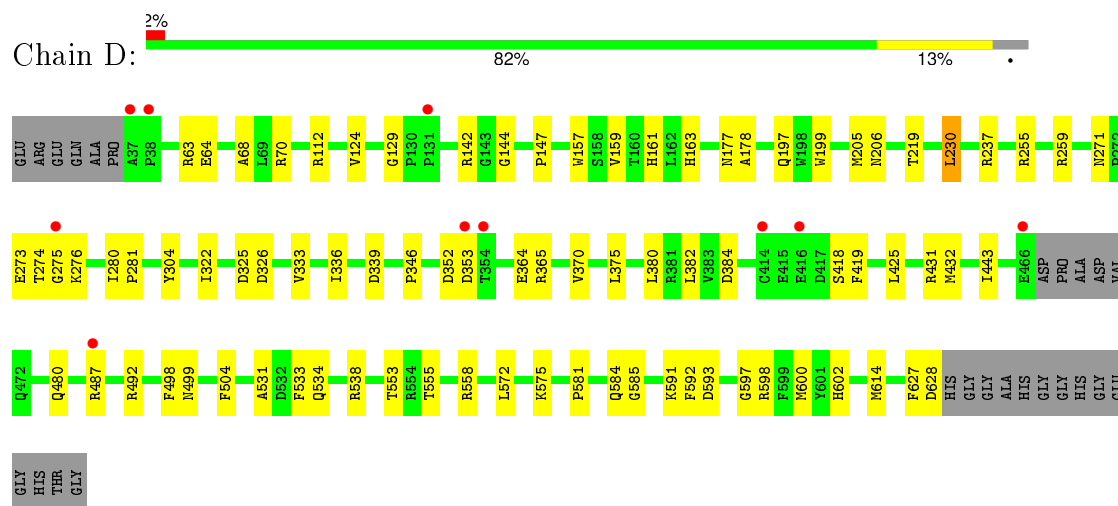 2%
Chain D:
82% 13% •
GLU ARG GLU GLN ALA PRO A37 P38 R63 E64 A68 L69 R70 R112 V124 G129 P130 P131 R142 G143 G144 P147 W157 S158 V159 T160 H161 L162 H163 N177 A178 Q197 W198 W199 M205 N206 T219 L230 R237 R255 R259 N271
E273 T274 G275 K276 I280 P281 Y304 I322 D325 D326 V333 I336 D339 P346 D352 D353 T354 E364 R365 V370 L375 L380 R381 L382 V383 D384 C414 E415 E416 D417 S418 F419 L425 R431 M432 I443 E466 ASP PRO ALA ASP VAL
Q472 Q480 R487 R492 F498 N499 F504 A531 D532 F533 Q534 R538 T553 R554 T555 R558 L572 K575 P581 Q584 G585 K591 F592 D593 G597 R598 F599 M600 Y601 H602 M614 F627 D628 HIS GLY GLY ALA HIS GLY GLY HIS GLY GLU
GLY HIS THR GLY